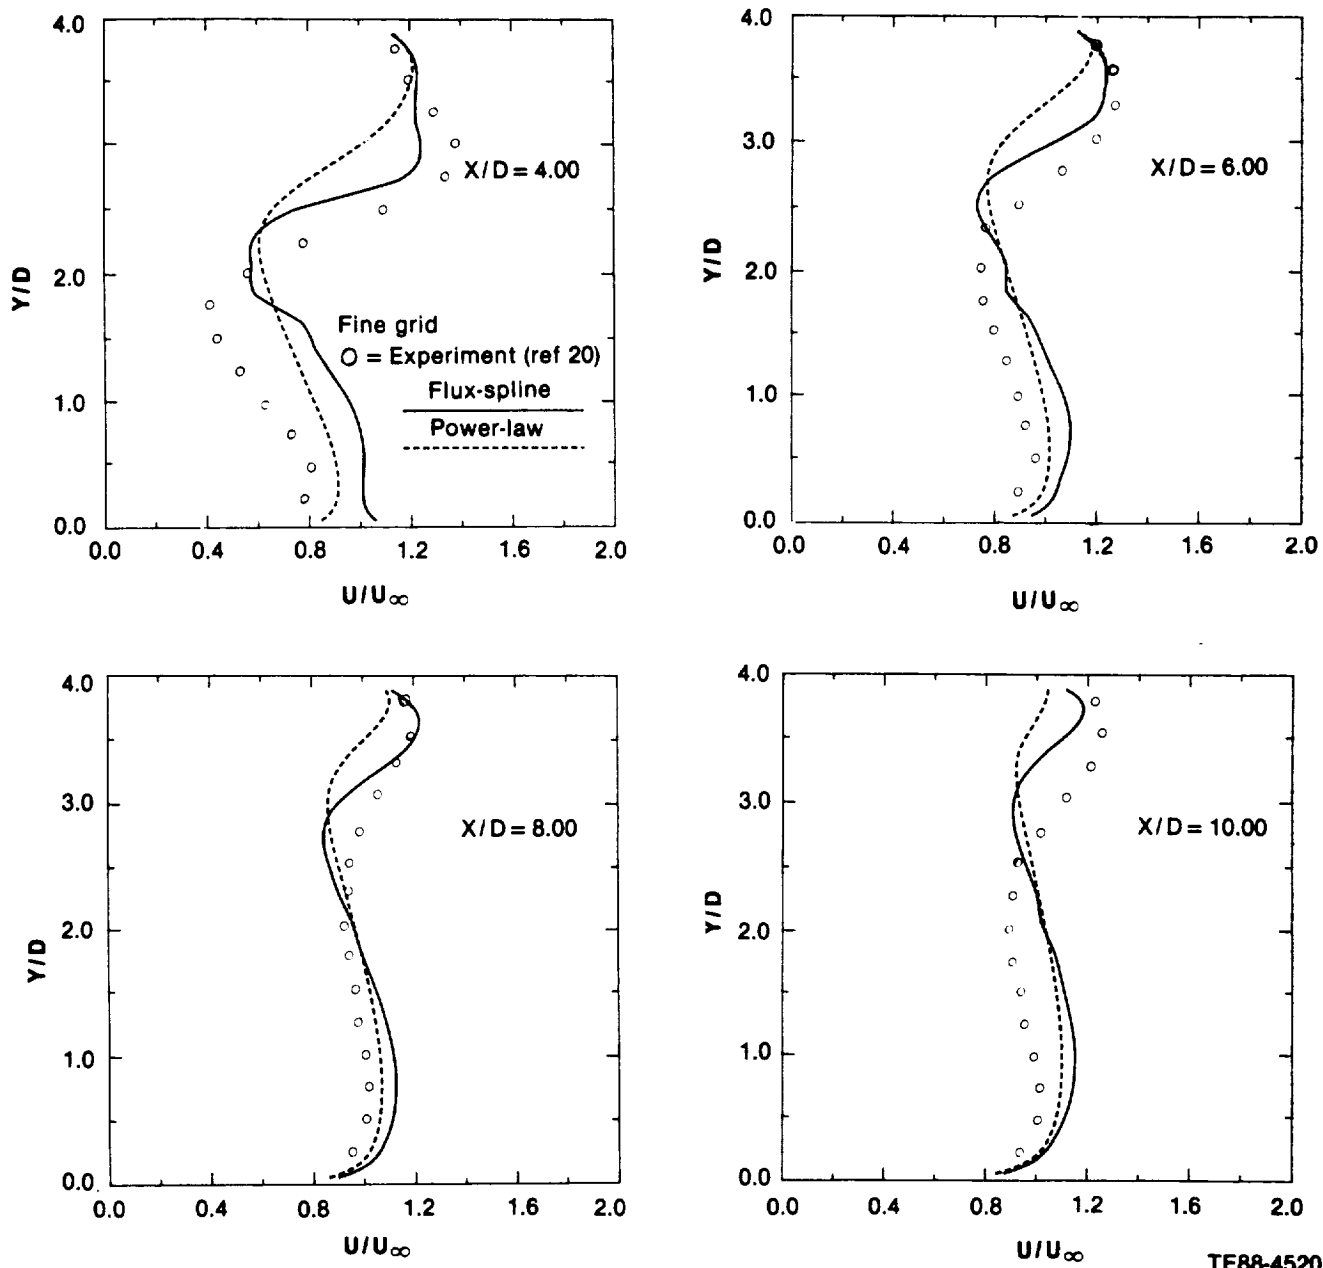 4.0
3.0
2.0
1.0
0.0
Y/D
0.0 0.4 0.8 1.2 1.6 2.0
U/U∞
X/D = 4.00
Fine grid
O = Experiment (ref 20)
Flux-spline
Power-law
4.0
3.0
2.0
1.0
0.0
Y/D
0.0 0.4 0.8 1.2 1.6 2.0
U/U∞
X/D = 6.00
4.0
3.0
2.0
1.0
0.0
Y/D
0.0 0.4 0.8 1.2 1.6 2.0
U/U∞
X/D = 8.00
4.0
3.0
2.0
1.0
0.0
Y/D
0.0 0.4 0.8 1.2 1.6 2.0
U/U∞
X/D = 10.00
TE88-4520